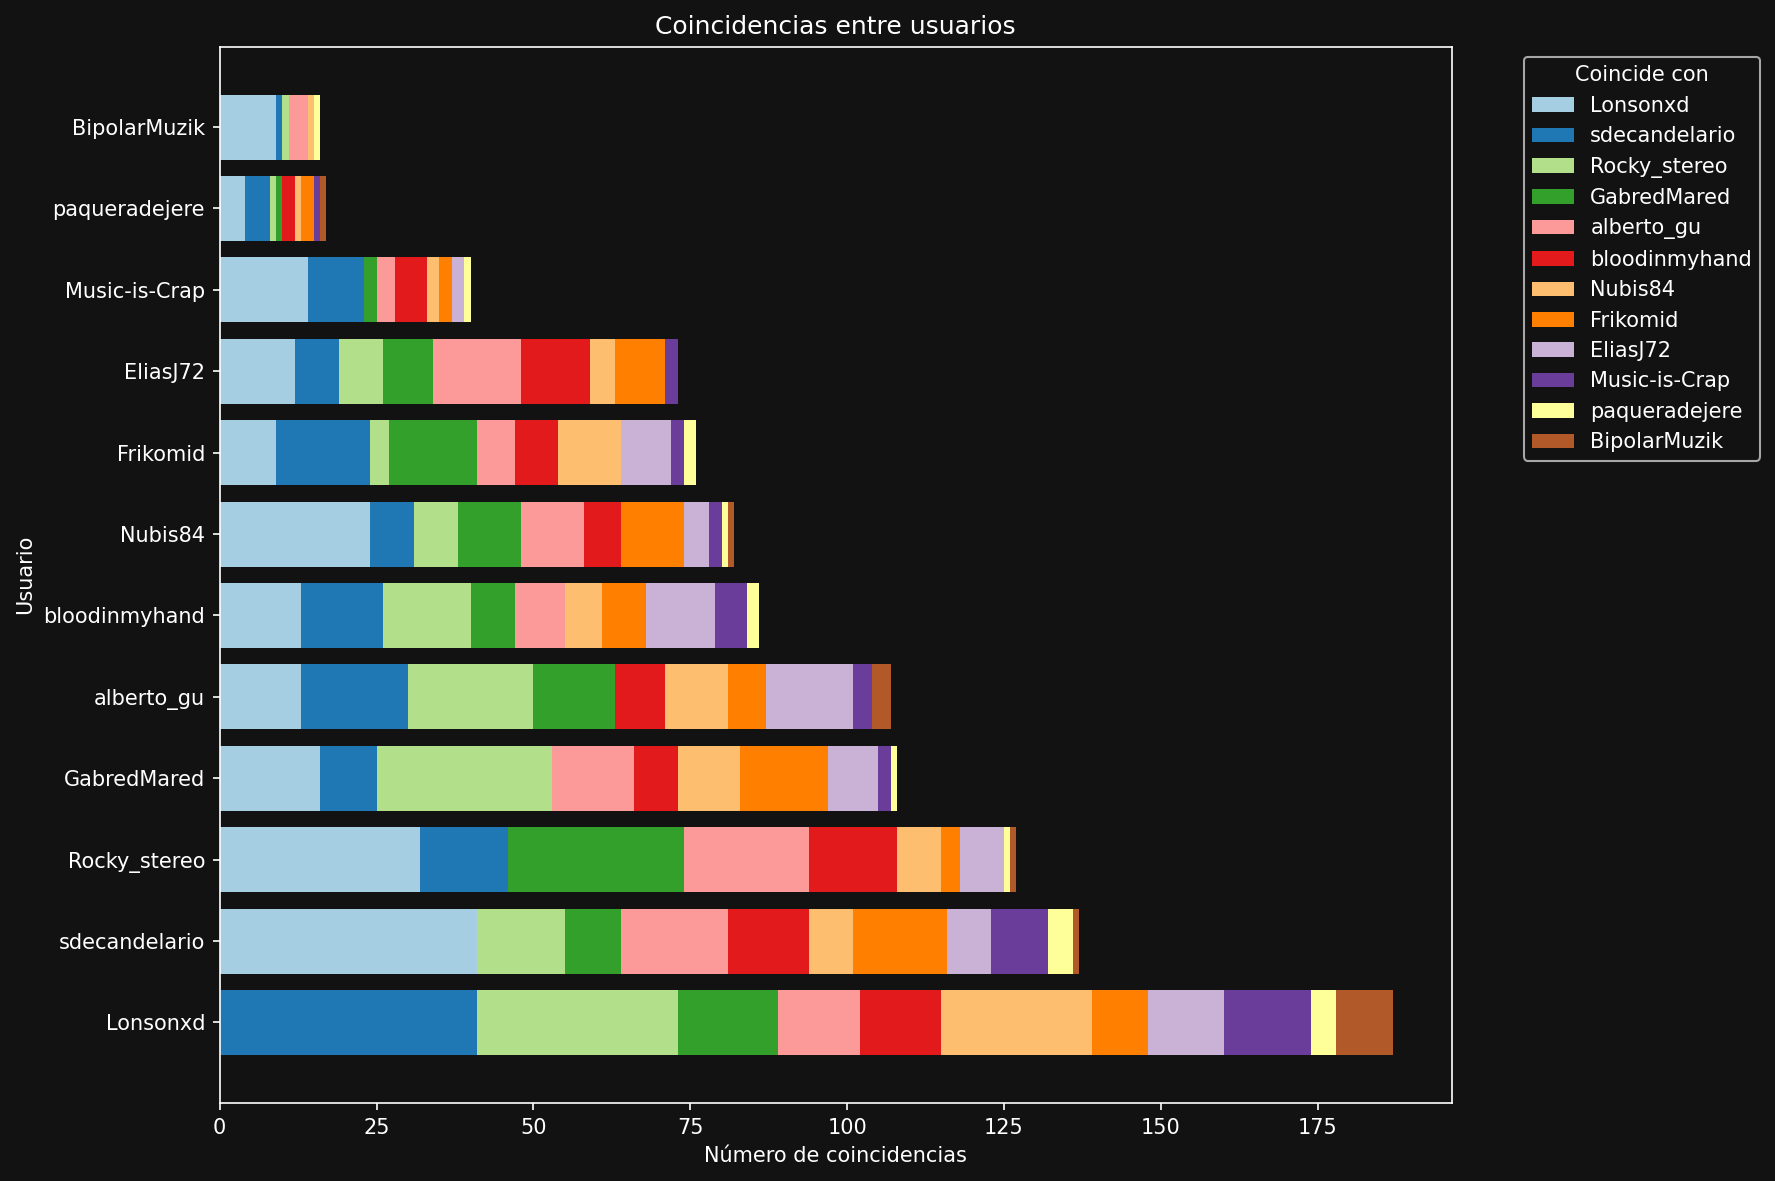 Coincidencias entre usuarios
Usuario
BipolarMuzik
paqueradejere
Music-is-Crap
EliasJ72
Frikomid
Nubis84
bloodinmyhand
alberto_gu
GabredMared
Rocky_stereo
sdecandelario
Lonsonxd
0 25 50 75 100 125 150 175
Número de coincidencias
Coincide con
Lonsonxd
sdecandelario
Rocky_stereo
GabredMared
alberto_gu
bloodinmyhand
Nubis84
Frikomid
EliasJ72
Music-is-Crap
paqueradejere
BipolarMuzik